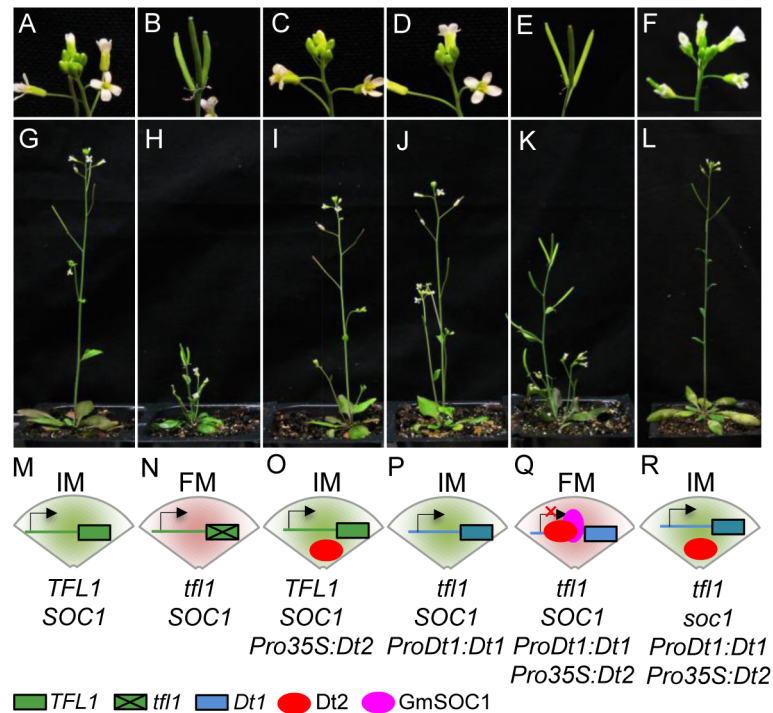 A B C D E F
G H I J K L
M N O P Q R
IM FM IM IM FM IM
TFL1 tfl1 TFL1 tfl1 tfl1 tfl1
SOC1 SOC1 SOC1 SOC1 SOC1 soc1
Pro35S:Dt2 ProDt1:Dt1 ProDt1:Dt1 ProDt1:Dt1
Pro35S:Dt2 Pro35S:Dt2
TFL1 tfl1 Dt1 Dt2 GmSOC1